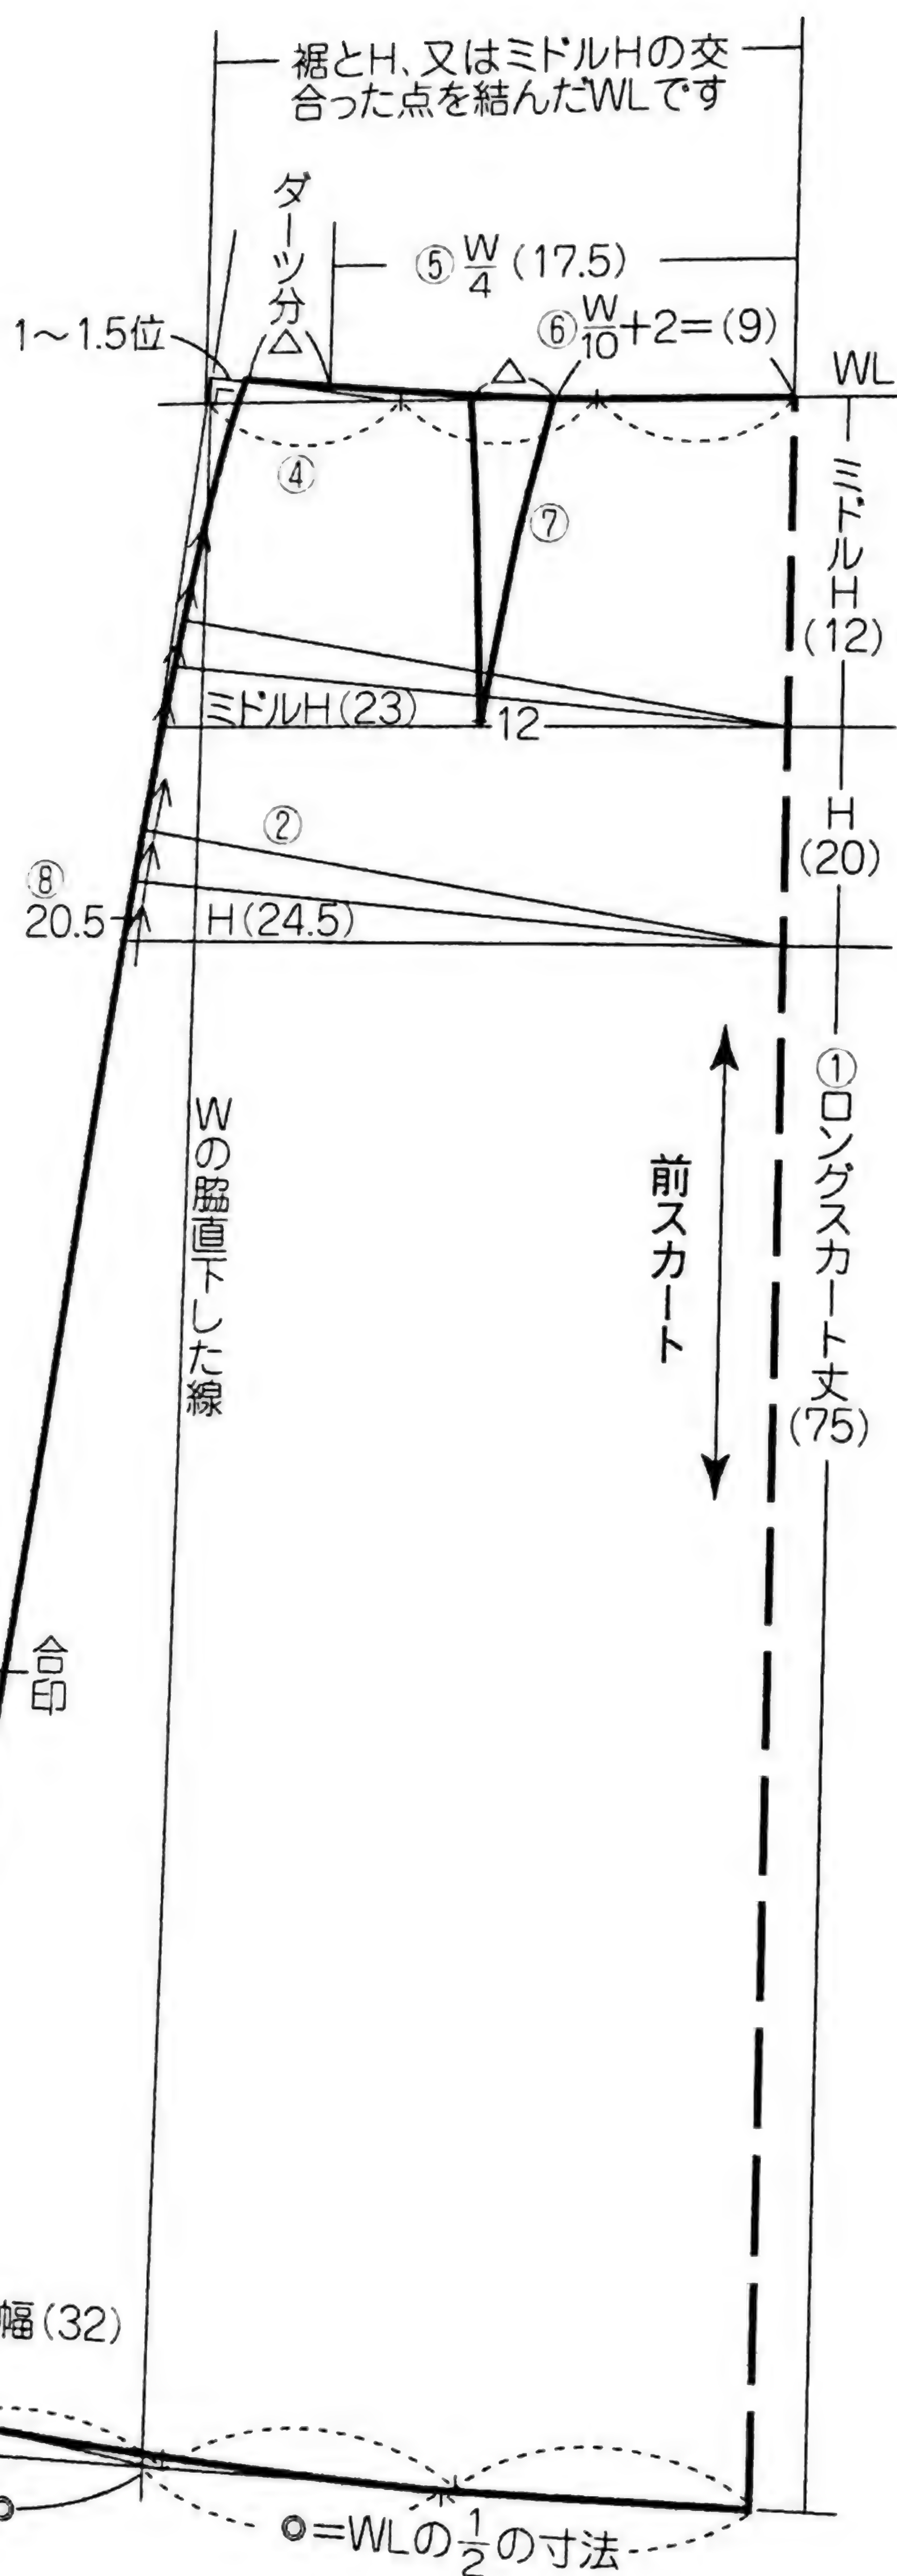 裾とH、又はミドルHの交
合った点を結んだWLです
ダーツ分
△
⑤ W/4 (17.5)
1〜1.5位
⑥ W/10+2=(9)
△
WL
④
⑦
ミドルH
(12)
ミドルH(23)
12
②
H
(20)
⑧
20.5
H(24.5)
①ロングスカート丈
(75)
Wの脇直下した線
前スカート
合印
幅(32)
◎=WLの1/2の寸法